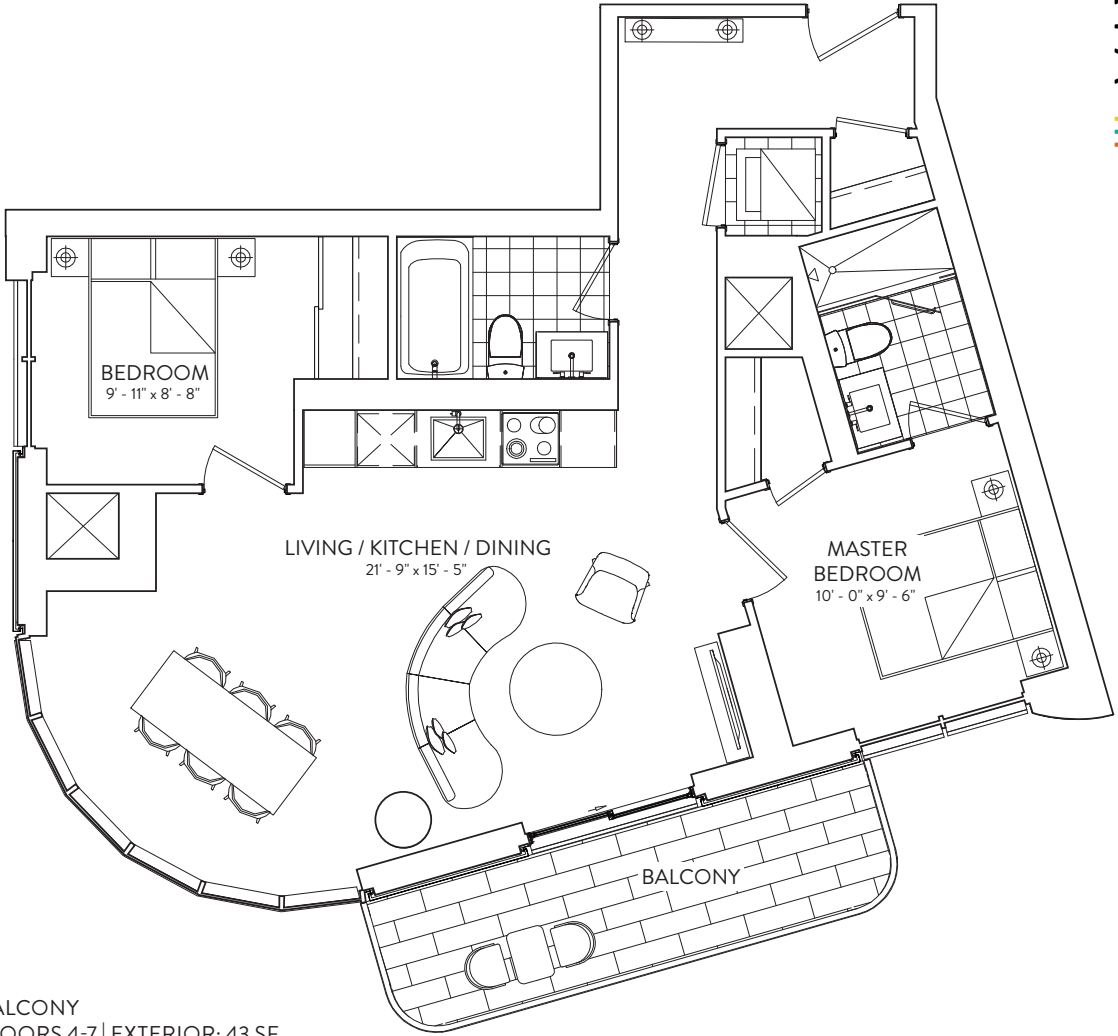 BEDROOM
9' - 11" x 8' - 8"
LIVING / KITCHEN / DINING
21' - 9" x 15' - 5"
MASTER
BEDROOM
10' - 0" x 9' - 6"
BALCONY
ALCONY
OORS 4-7 | EXTERIOR: 43 SF